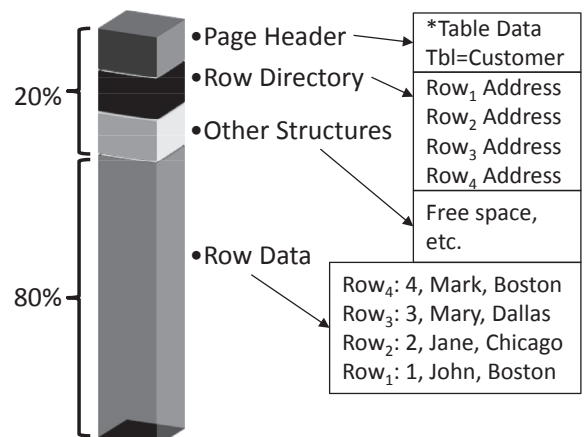 20%
80%
•Page Header
•Row Directory
•Other Structures
•Row Data
*Table Data
Tbl=Customer
Row₁ Address
Row₂ Address
Row₃ Address
Row₄ Address
Free space,
etc.
Row₄: 4, Mark, Boston
Row₃: 3, Mary, Dallas
Row₂: 2, Jane, Chicago
Row₁: 1, John, Boston